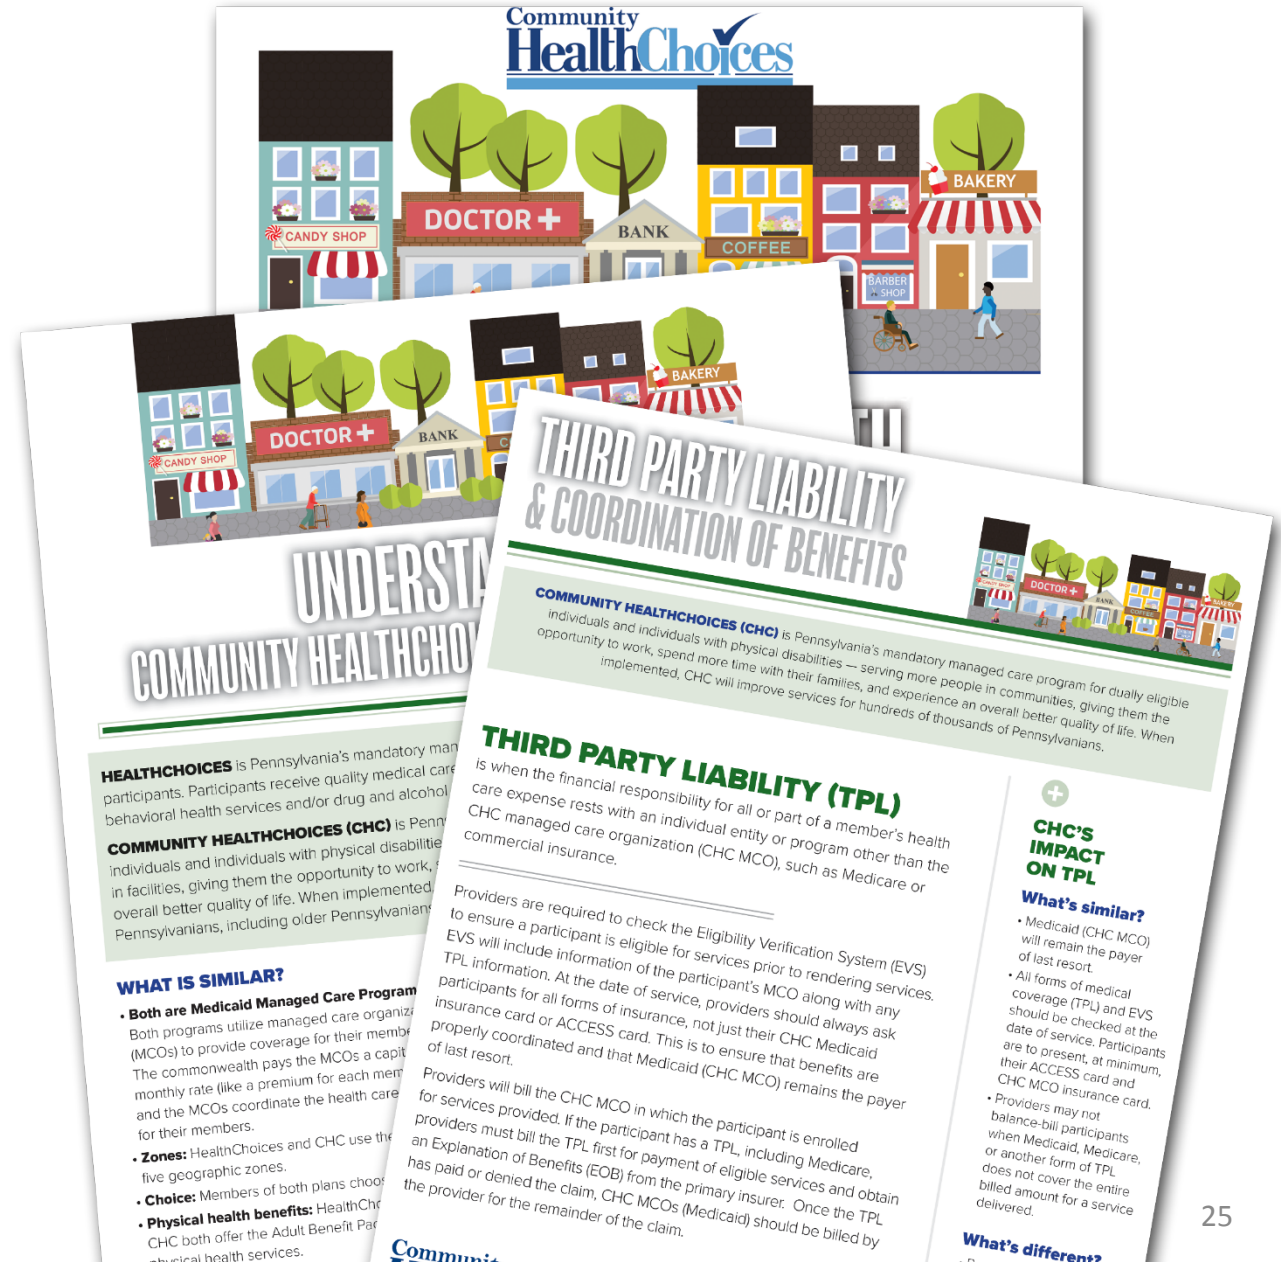 Community
HealthChoices
CANDY SHOP
DOCTOR +
BANK
COFFEE
BARBER
SHOP
BAKERY
TH
CANDY SHOP
DOCTOR +
BANK
C
BAKERY
UNDERSTA
COMMUNITY HEALTHCHOI
HEALTHCHOICES is Pennsylvania's mandatory man
participants. Participants receive quality medical care
behavioral health services and/or drug and alcohol
COMMUNITY HEALTHCHOICES (CHC) is Penn
individuals and individuals with physical disabilitie
in facilities, giving them the opportunity to work,
overall better quality of life. When implemented
Pennsylvanians, including older Pennsylvanians
WHAT IS SIMILAR?
• Both are Medicaid Managed Care Program
Both programs utilize managed care organiza
(MCOs) to provide coverage for their membe
The commonwealth pays the MCOs a capit
monthly rate (like a premium for each mem
and the MCOs coordinate the health care
for their members.
• Zones: HealthChoices and CHC use the
five geographic zones.
• Choice: Members of both plans choos
• Physical health benefits: HealthCho
CHC both offer the Adult Benefit Pac
physical health services.
THIRD PARTY LIABILITY
& COORDINATION OF BENEFITS
CANDY SHOP
DOCTOR +
BANK
COFFEE
BAKERY
COMMUNITY HEALTHCHOICES (CHC) is Pennsylvania's mandatory managed care program for dually eligible
individuals and individuals with physical disabilities — serving more people in communities, giving them the
opportunity to work, spend more time with their families, and experience an overall better quality of life. When
implemented, CHC will improve services for hundreds of thousands of Pennsylvanians.
THIRD PARTY LIABILITY (TPL)
is when the financial responsibility for all or part of a member's health
care expense rests with an individual entity or program other than the
CHC managed care organization (CHC MCO), such as Medicare or
commercial insurance.
Providers are required to check the Eligibility Verification System (EVS)
to ensure a participant is eligible for services prior to rendering services.
EVS will include information of the participant's MCO along with any
TPL information. At the date of service, providers should always ask
participants for all forms of insurance, not just their CHC Medicaid
insurance card or ACCESS card. This is to ensure that benefits are
properly coordinated and that Medicaid (CHC MCO) remains the payer
of last resort.
Providers will bill the CHC MCO in which the participant is enrolled
for services provided. If the participant has a TPL, including Medicare,
providers must bill the TPL first for payment of eligible services and obtain
an Explanation of Benefits (EOB) from the primary insurer. Once the TPL
has paid or denied the claim, CHC MCOs (Medicaid) should be billed by
the provider for the remainder of the claim.
Community
CHC'S
IMPACT
ON TPL
What's similar?
• Medicaid (CHC MCO)
will remain the payer
of last resort.
• All forms of medical
coverage (TPL) and EVS
should be checked at the
date of service. Participants
are to present, at minimum,
their ACCESS card and
CHC MCO insurance card.
• Providers may not
balance-bill participants
when Medicaid, Medicare,
or another form of TPL
does not cover the entire
billed amount for a service
delivered.
What's different?
25